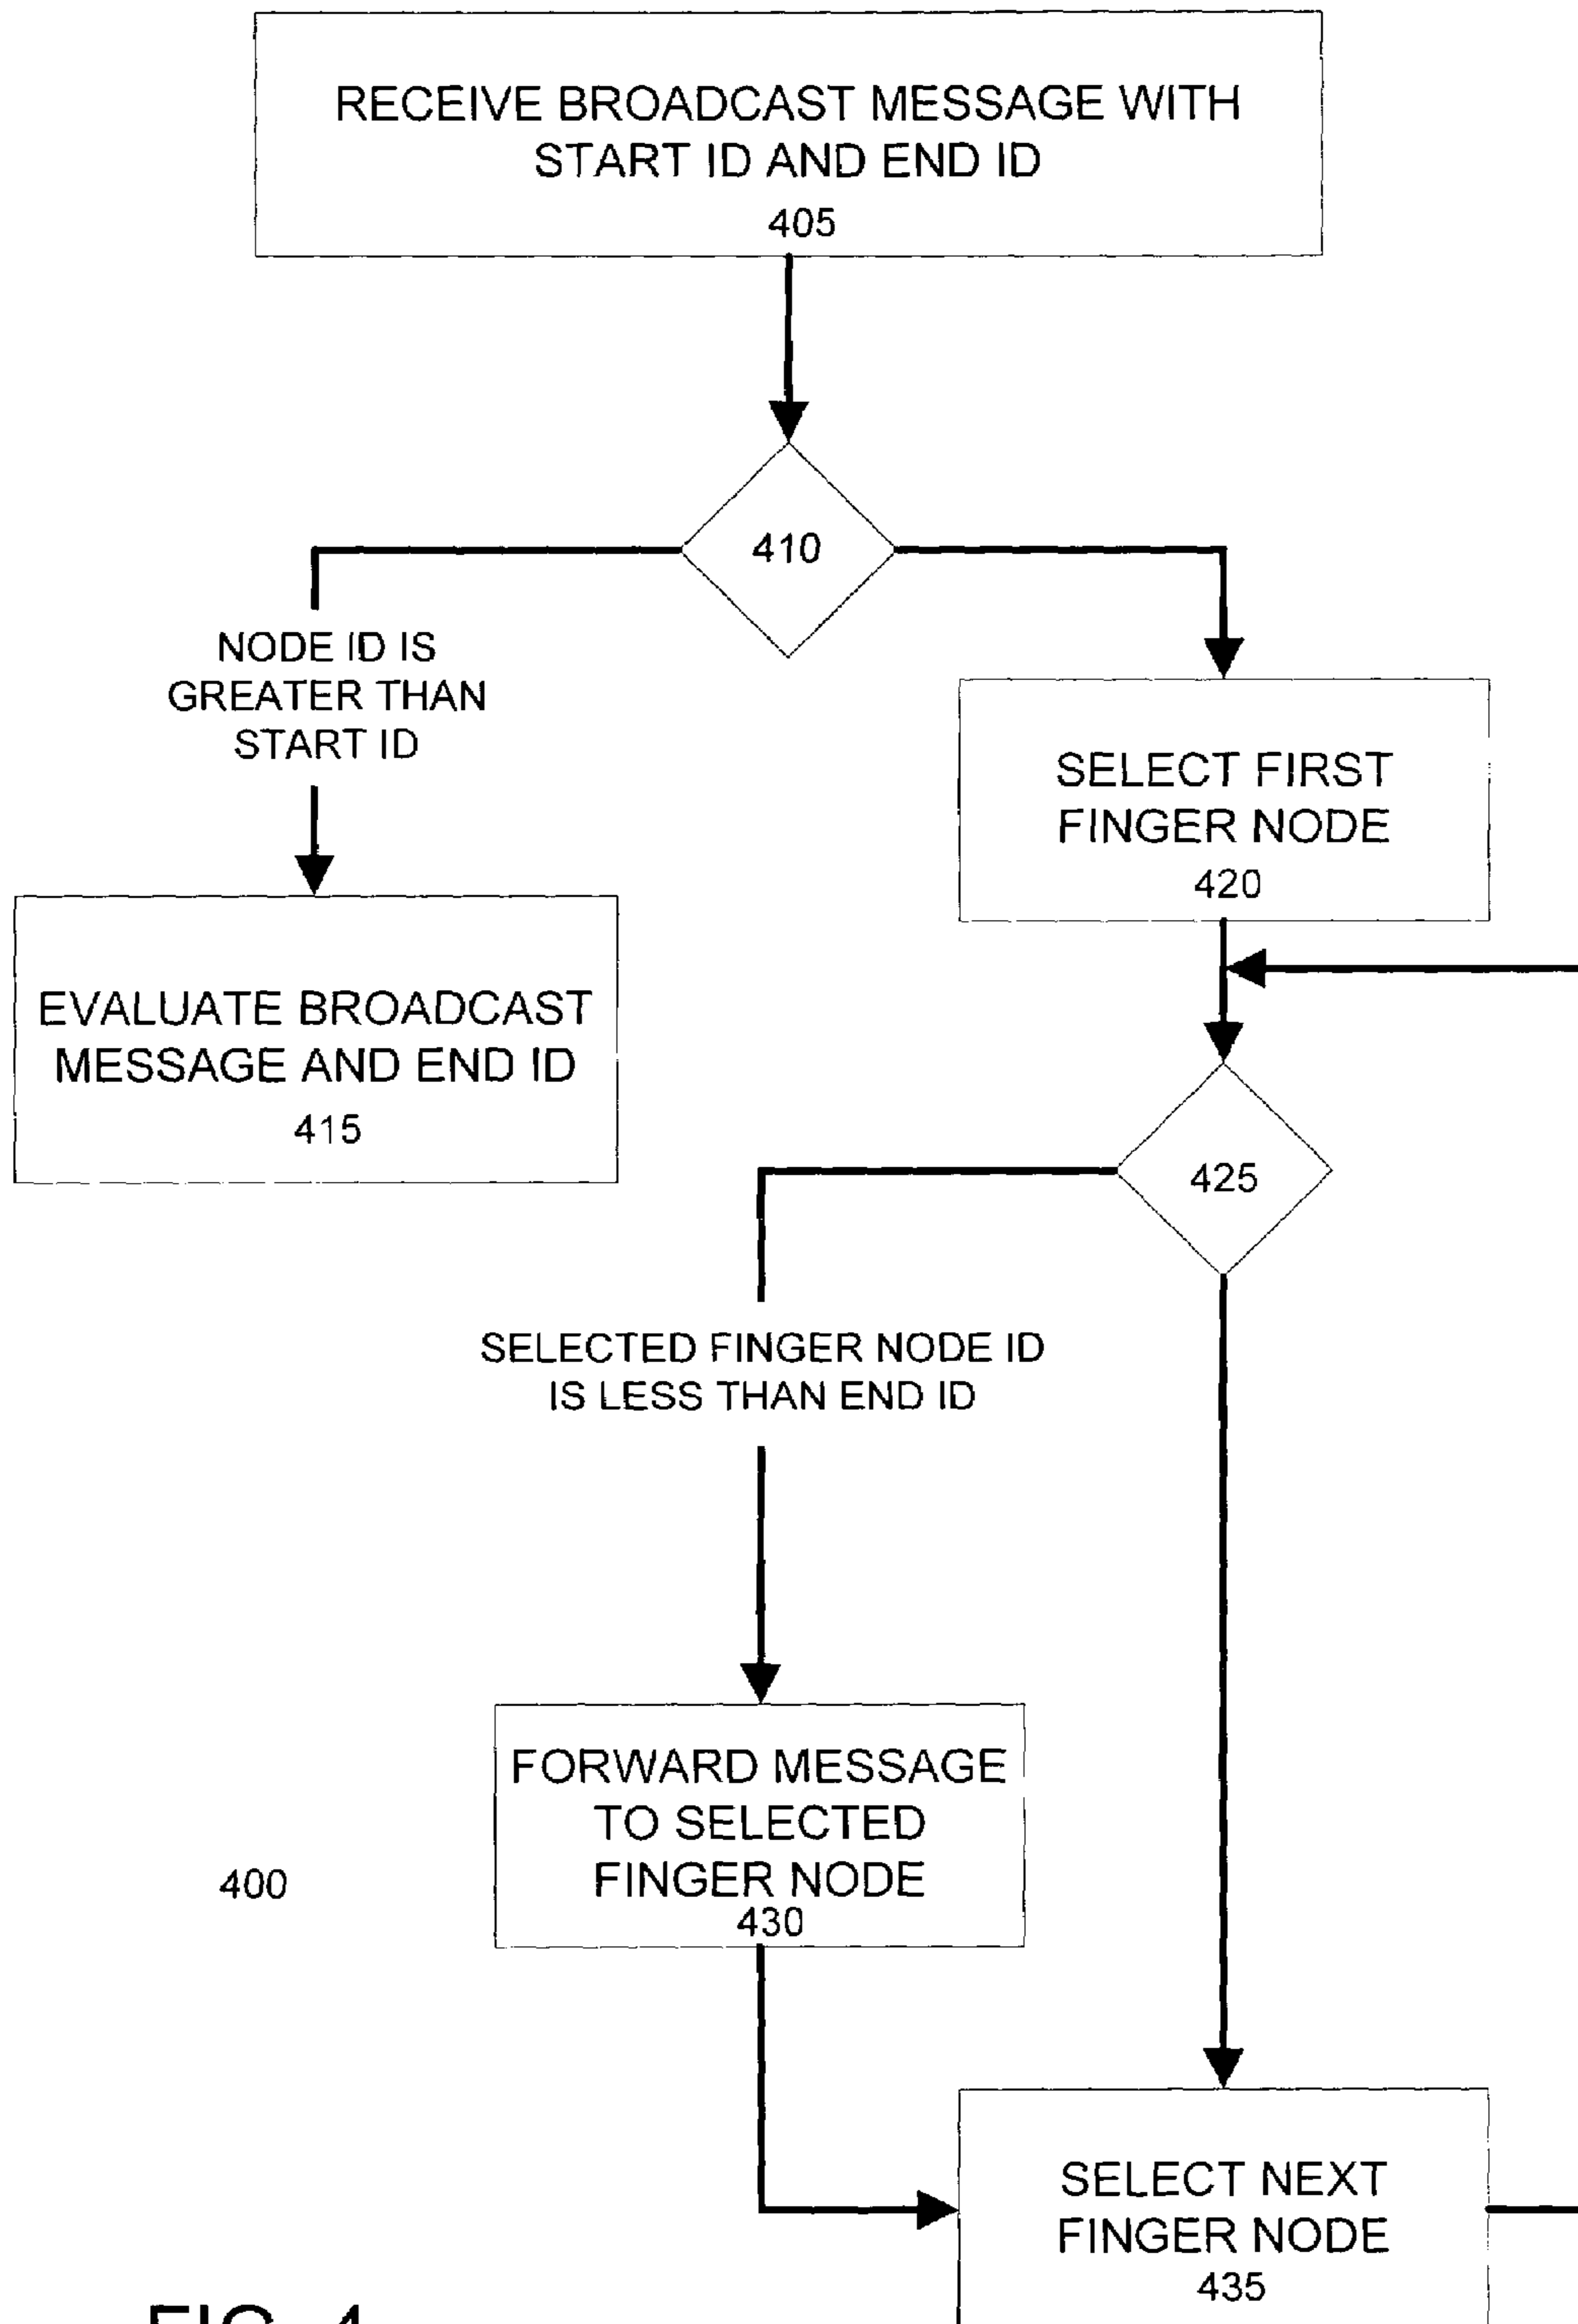 RECEIVE BROADCAST MESSAGE WITH
START ID AND END ID
405
410
NODE ID IS
GREATER THAN
START ID
SELECT FIRST
FINGER NODE
420
EVALUATE BROADCAST
MESSAGE AND END ID
415
425
SELECTED FINGER NODE ID
IS LESS THAN END ID
FORWARD MESSAGE
TO SELECTED
FINGER NODE
430
400
SELECT NEXT
FINGER NODE
435
FIG. 4